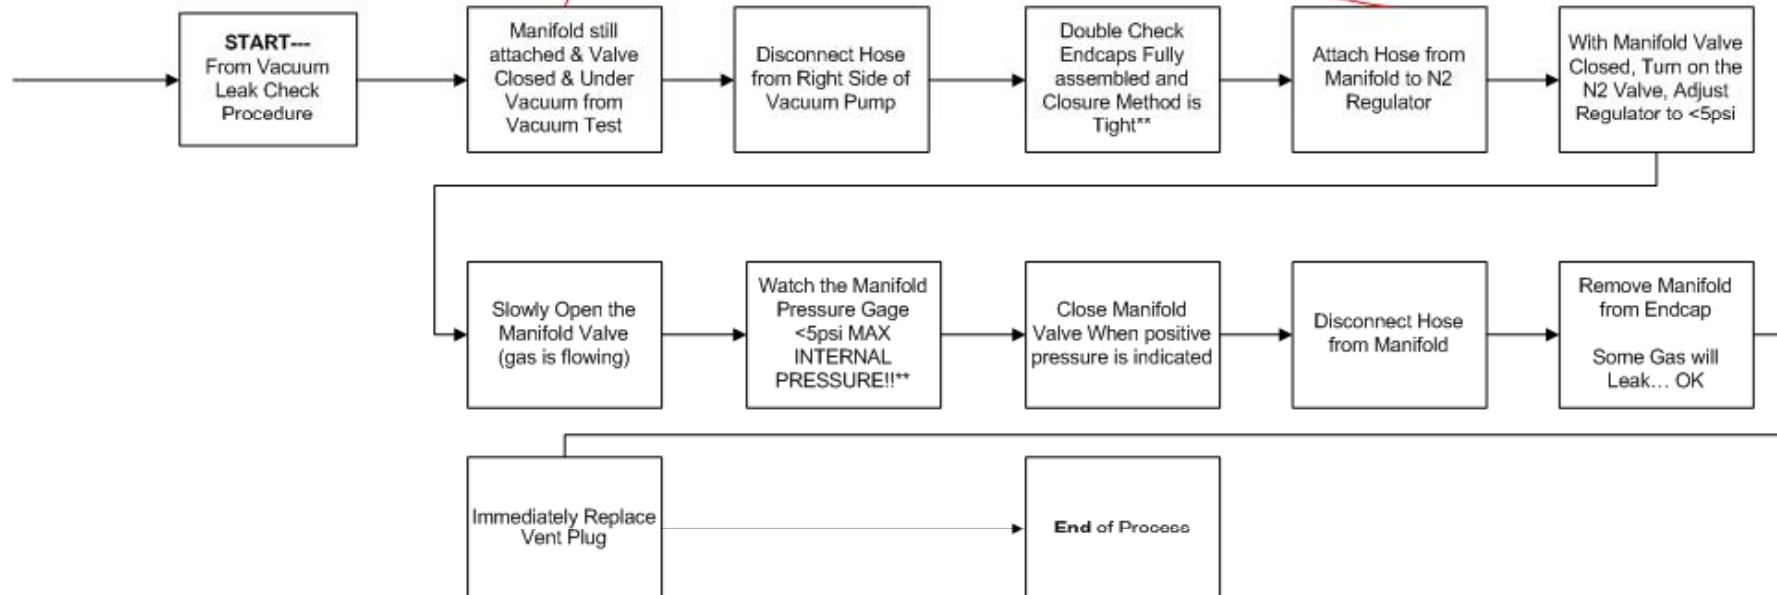 START---
From Vacuum
Leak Check
Procedure
Manifold still
attached & Valve
Closed & Under
Vacuum from
Vacuum Test
Disconnect Hose
from Right Side of
Vacuum Pump
Double Check
Endcaps Fully
assembled and
Closure Method is
Tight**
Attach Hose from
Manifold to N2
Regulator
With Manifold Valve
Closed, Turn on the
N2 Valve, Adjust
Regulator to <5psi
Slowly Open the
Manifold Valve
(gas is flowing)
Watch the Manifold
Pressure Gage
<5psi MAX
INTERNAL
PRESSURE!!**
Close Manifold
Valve When positive
pressure is indicated
Disconnect Hose
from Manifold
Remove Manifold
from Endcap
Some Gas will
Leak... OK
Immediately Replace
Vent Plug
End of Process